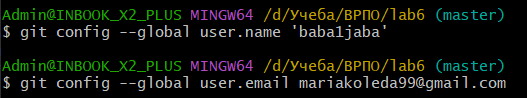 Admin@INBOOK_X2_PLUS MINGW64 /d/Учеба/ВРПО/lab6 (master)
$ git config --global user.name 'baba1jaba'
Admin@INBOOK_X2_PLUS MINGW64 /d/Учеба/ВРПО/lab6 (master)
$ git config --global user.email mariakoleda99@gmail.com